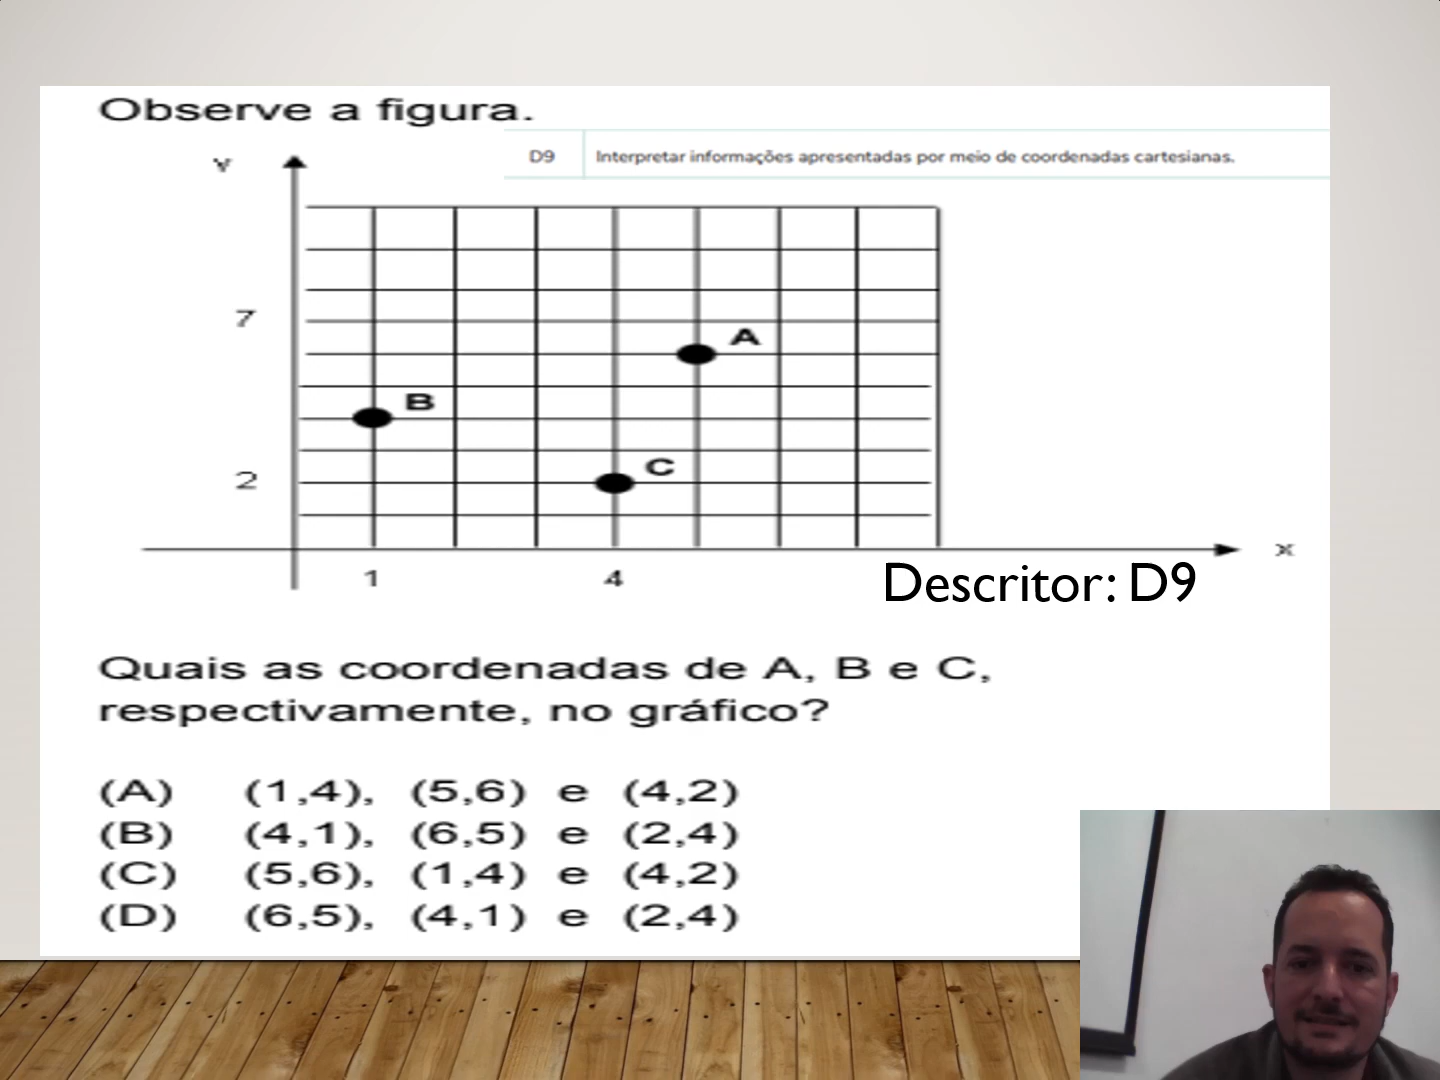 Observe a figura.
D9 Interpretar informações apresentadas por meio de coordenadas cartesianas.
Y
7
A
B
C
2
x
1 4
Descritor: D9
Quais as coordenadas de A, B e C,
respectivamente, no gráfico?
(A) (1,4), (5,6) e (4,2)
(B) (4,1), (6,5) e (2,4)
(C) (5,6), (1,4) e (4,2)
(D) (6,5), (4,1) e (2,4)